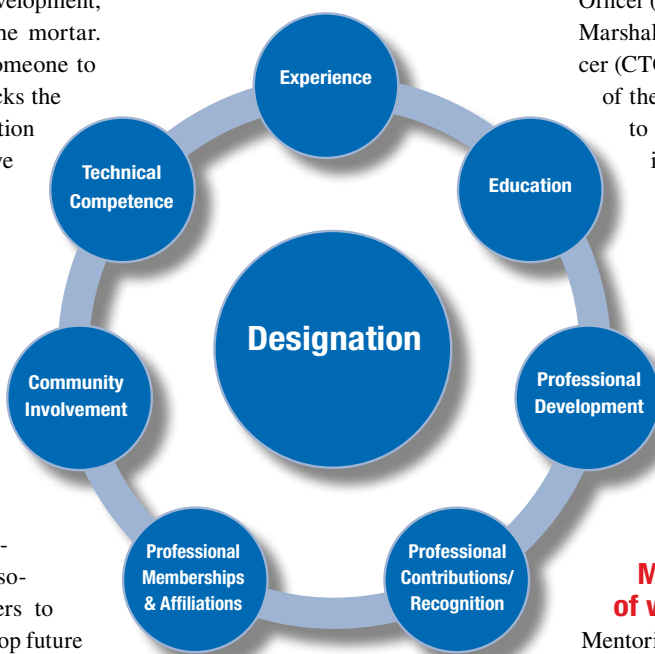 velopment,
he mortar.
omeone to
cks the
tion
ve
Experience
Technical
Competence
Education
Designation
Community
Involvement
Professional
Development
Professional
Memberships
& Affiliations
Professional
Contributions/
Recognition
so-
ers to
op future
Officer (
Marshal
cer (CT
of the
to
M
of
Mentori